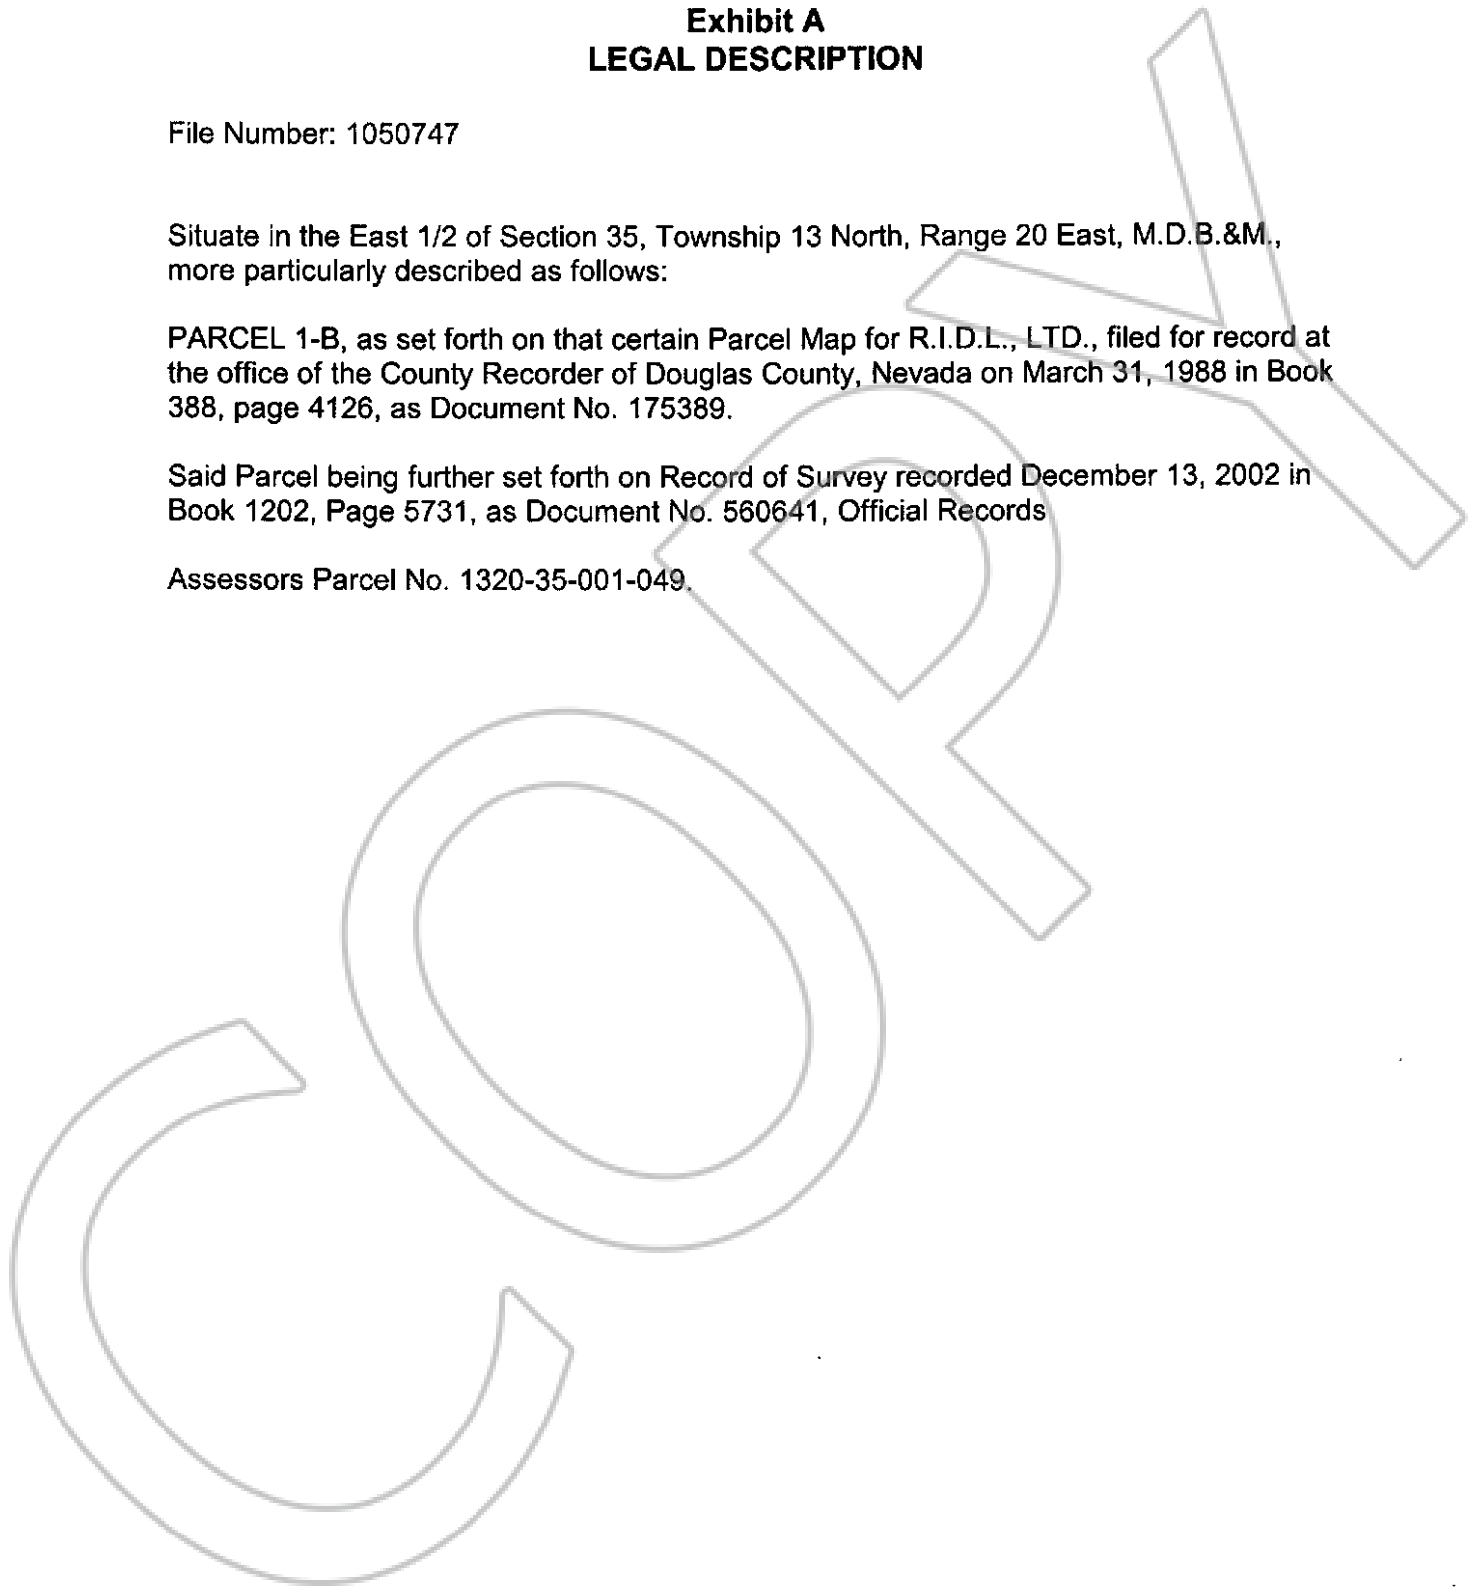 Exhibit A
LEGAL DESCRIPTION
File Number: 1050747
Situate in the East 1/2 of Section 35, Township 13 North, Range 20 East, M.D.B.&M.,
more particularly described as follows:
PARCEL 1-B, as set forth on that certain Parcel Map for R.I.D.L., LTD., filed for record at
the office of the County Recorder of Douglas County, Nevada on March 31, 1988 in Book
388, page 4126, as Document No. 175389.
Said Parcel being further set forth on Record of Survey recorded December 13, 2002 in
Book 1202, Page 5731, as Document No. 560641, Official Records
Assessors Parcel No. 1320-35-001-049.
COPY